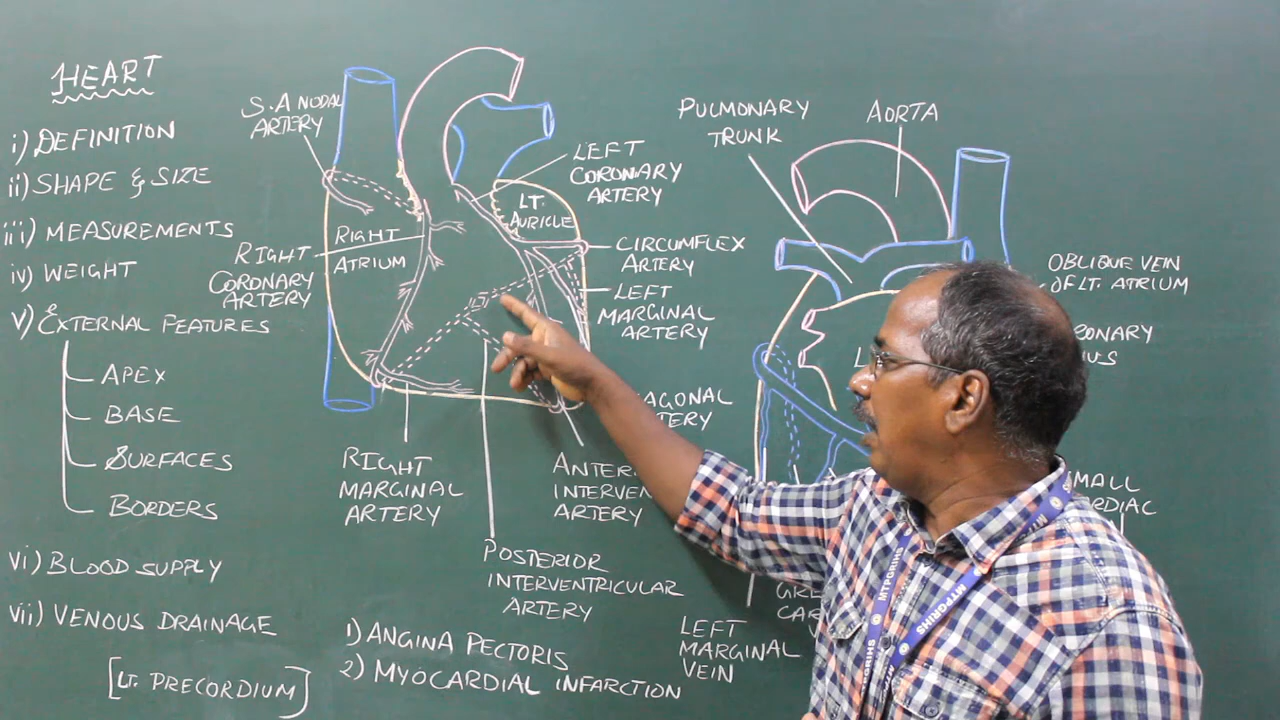 HEART
i) DEFINITION
ii) SHAPE & SIZE
iii) MEASUREMENTS
iv) WEIGHT
v) EXTERNAL FEATURES
APEX
BASE
SURFACES
BORDERS
vi) BLOOD SUPPLY
vii) VENOUS DRAINAGE
[LT. PRECORDIUM]
S.A NODAL
ARTERY
RIGHT
CORONARY
ARTERY
RIGHT
ATRIUM
LT.
AURICLE
LEFT
CORONARY
ARTERY
CIRCUMFLEX
ARTERY
LEFT
MARGINAL
ARTERY
RIGHT
MARGINAL
ARTERY
POSTERIOR
INTERVENTRICULAR
ARTERY
ARTERY
1) ANGINA PECTORIS
2) MYOCARDIAL INFARCTION
PULMONARY
TRUNK
AORTA
OBLIQUE VEIN
OF LT. ATRIUM
LEFT
MARGINAL
VEIN
MTPGRIHS
MTPGRIHS